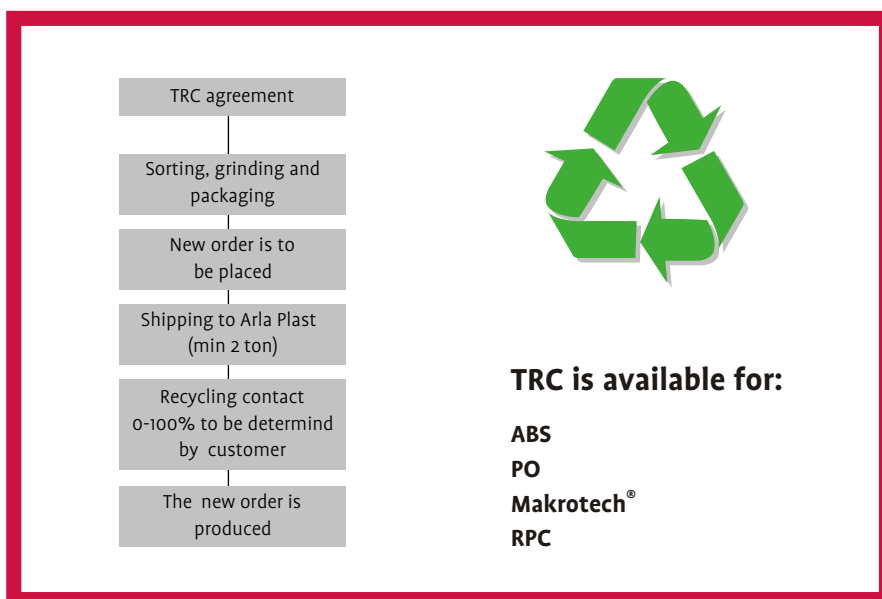 TRC agreement
Sorting, grinding and
packaging
New order is to
be placed
Shipping to Arla Plast
(min 2 ton)
Recycling contact
0-100% to be determind
by customer
The new order is
produced
TRC is available for:
ABS
PO
Makrotech®
RPC